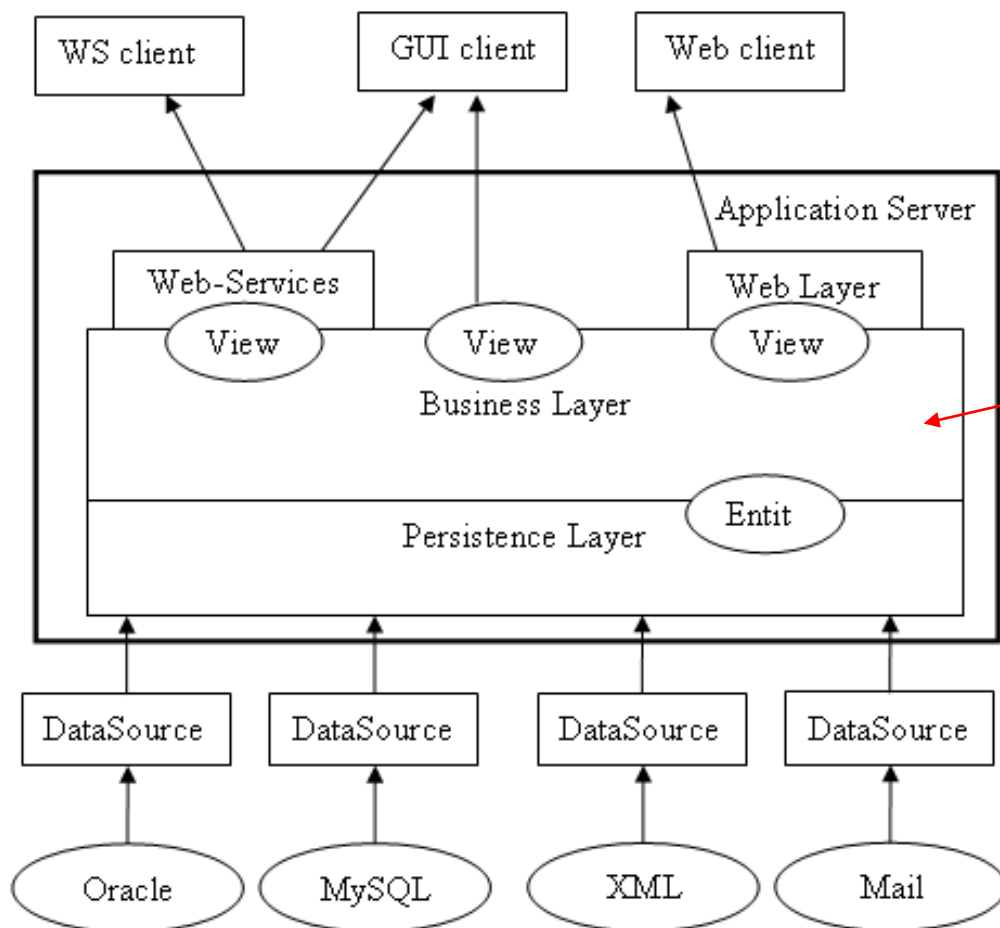 WS client
GUI client
Web client
Application Server
Web-Services
Web Layer
View
View
View
Business Layer
Entit
Persistence Layer
DataSource
DataSource
DataSource
DataSource
Oracle
MySQL
XML
Mail